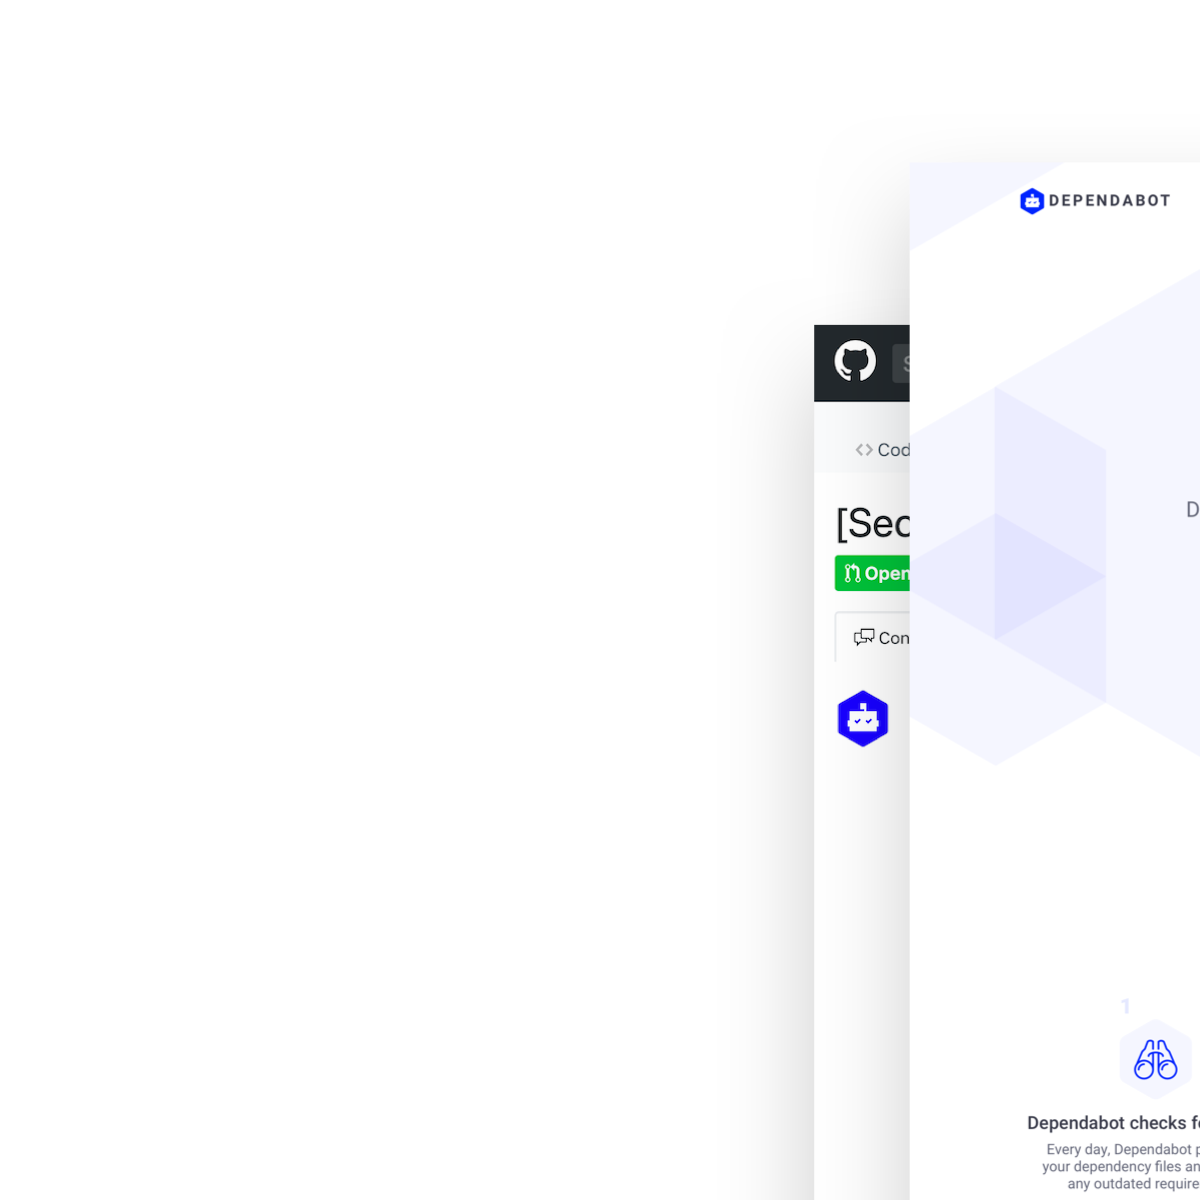 DEPENDABOT
Cod
[Sec
Open
Con
1
Dependabot checks f
Every day, Dependabot p
your dependency files an
any outdated require